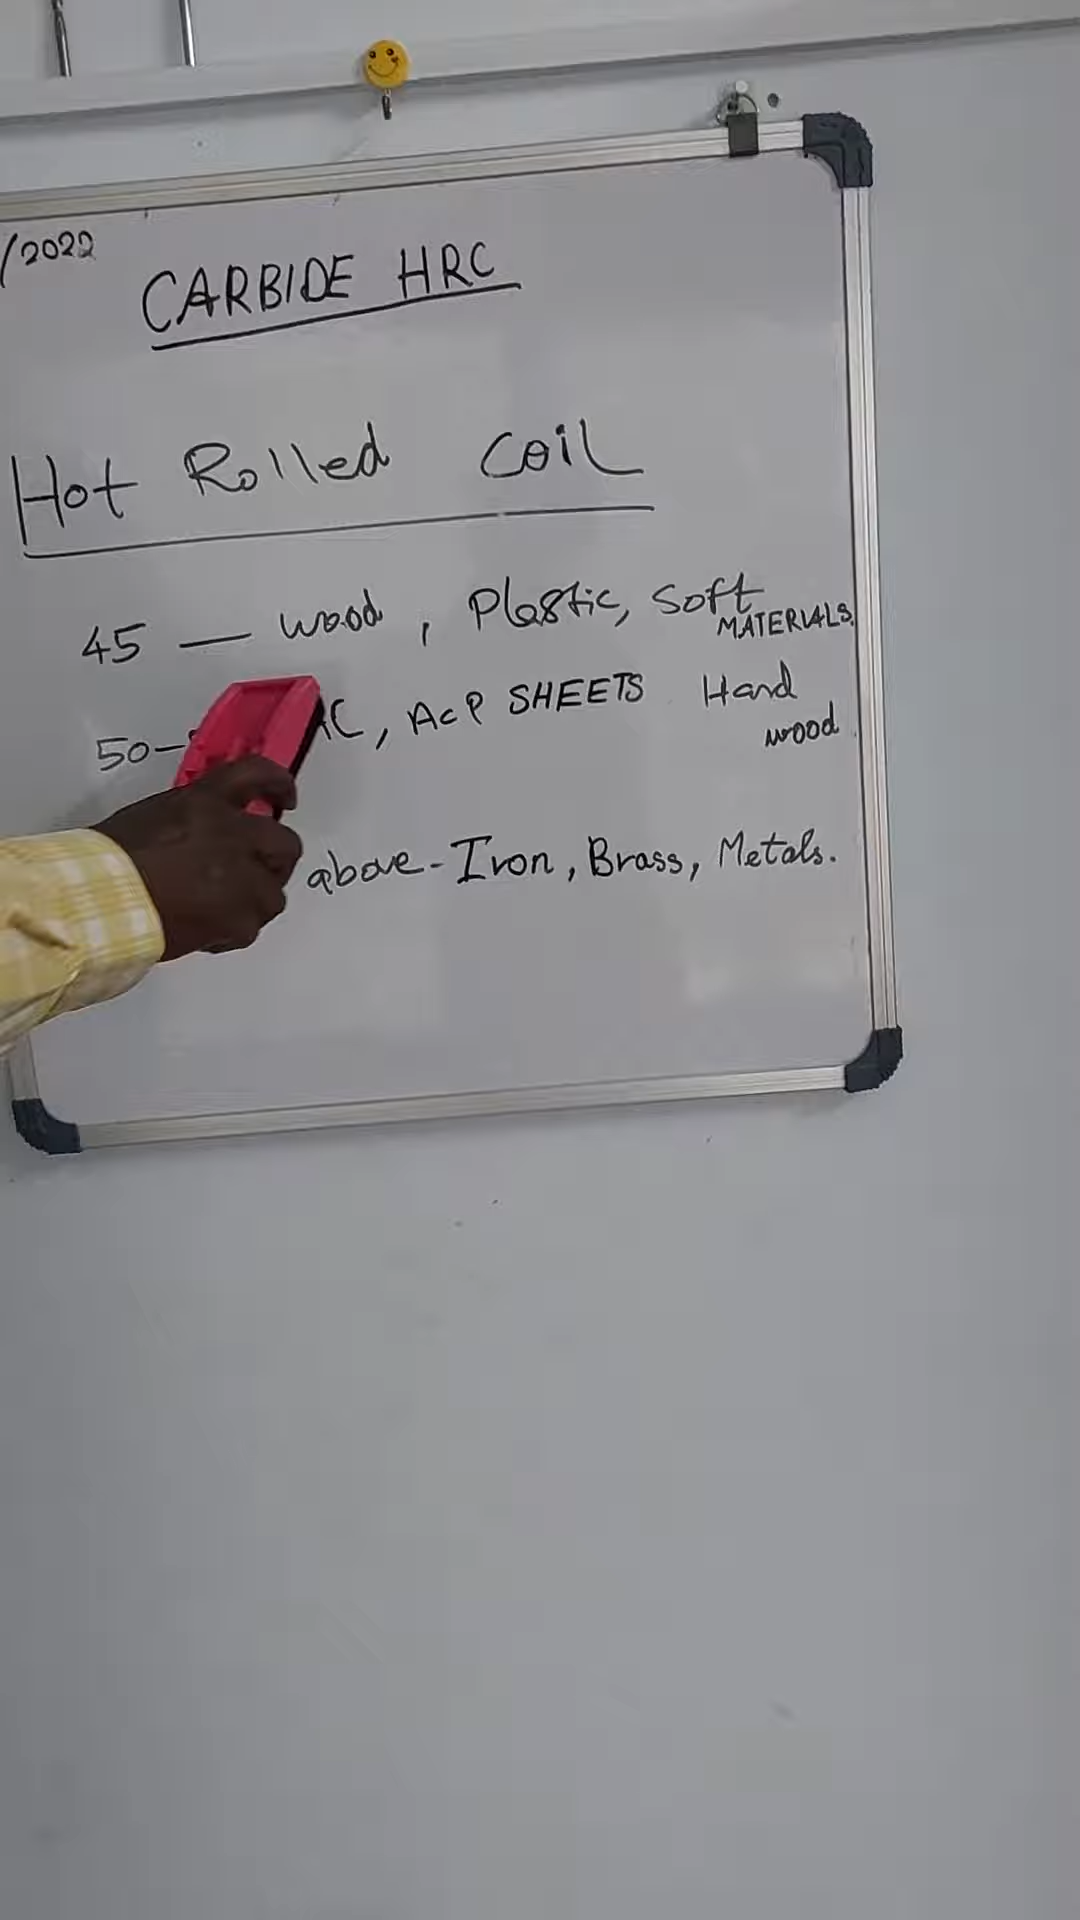 /2022
CARBIDE HRC
Hot Rolled Coil
45 — wood, Plastic, Soft MATERIALS.
50- , ACP SHEETS Hard wood
above - Iron, Brass, Metals.